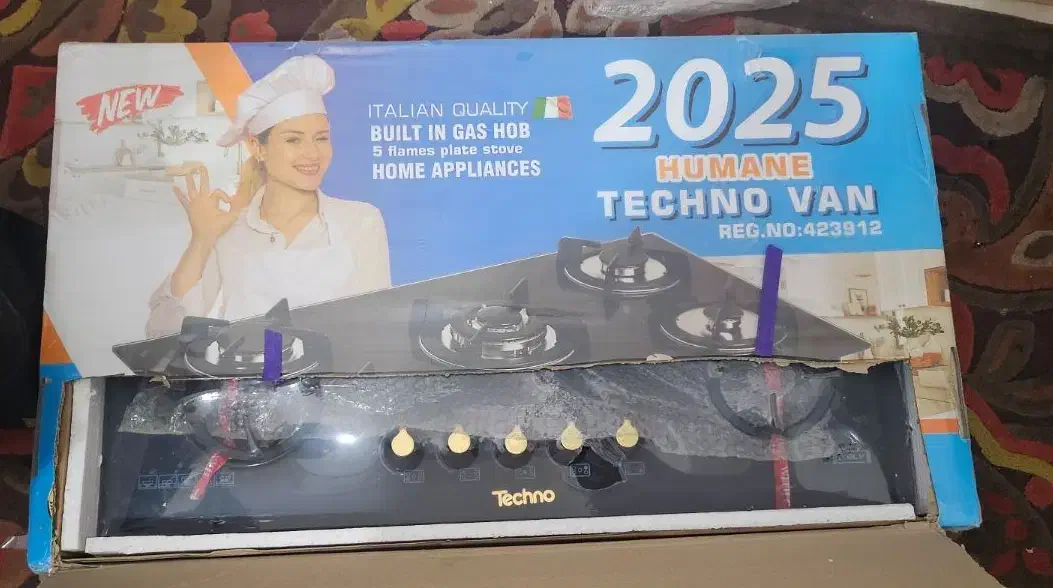 NEW
ITALIAN QUALITY
BUILT IN GAS HOB
5 flames plate stove
HOME APPLIANCES
2025
HUMANE
TECHNO VAN
REG.NO:423912
Techno